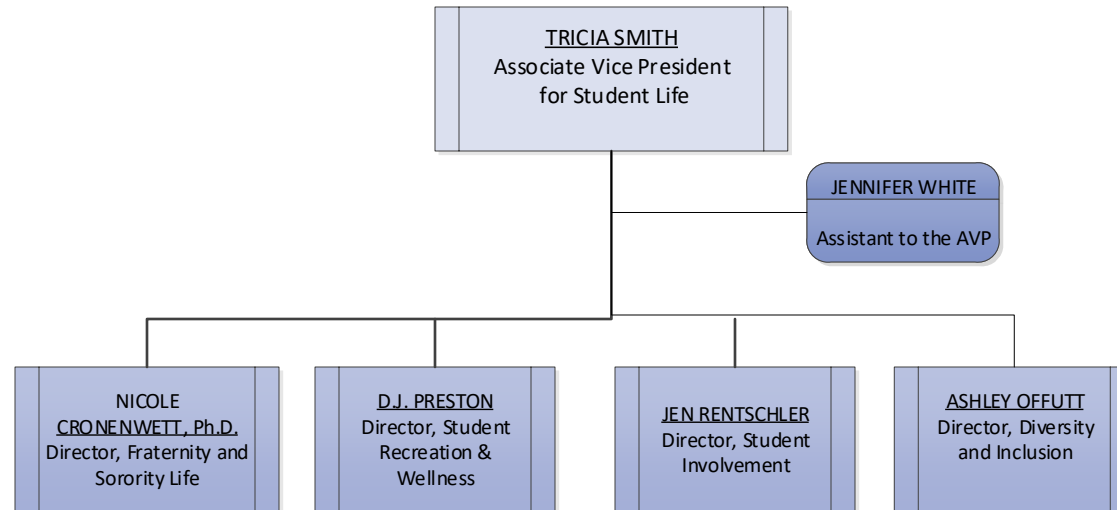 TRICIA SMITH
Associate Vice President
for Student Life
JENNIFER WHITE
Assistant to the AVP
NICOLE
CRONENWETT, Ph.D.
Director, Fraternity and
Sorority Life
D.J. PRESTON
Director, Student
Recreation &
Wellness
JEN RENTSCHLER
Director, Student
Involvement
ASHLEY OFFUTT
Director, Diversity
and Inclusion